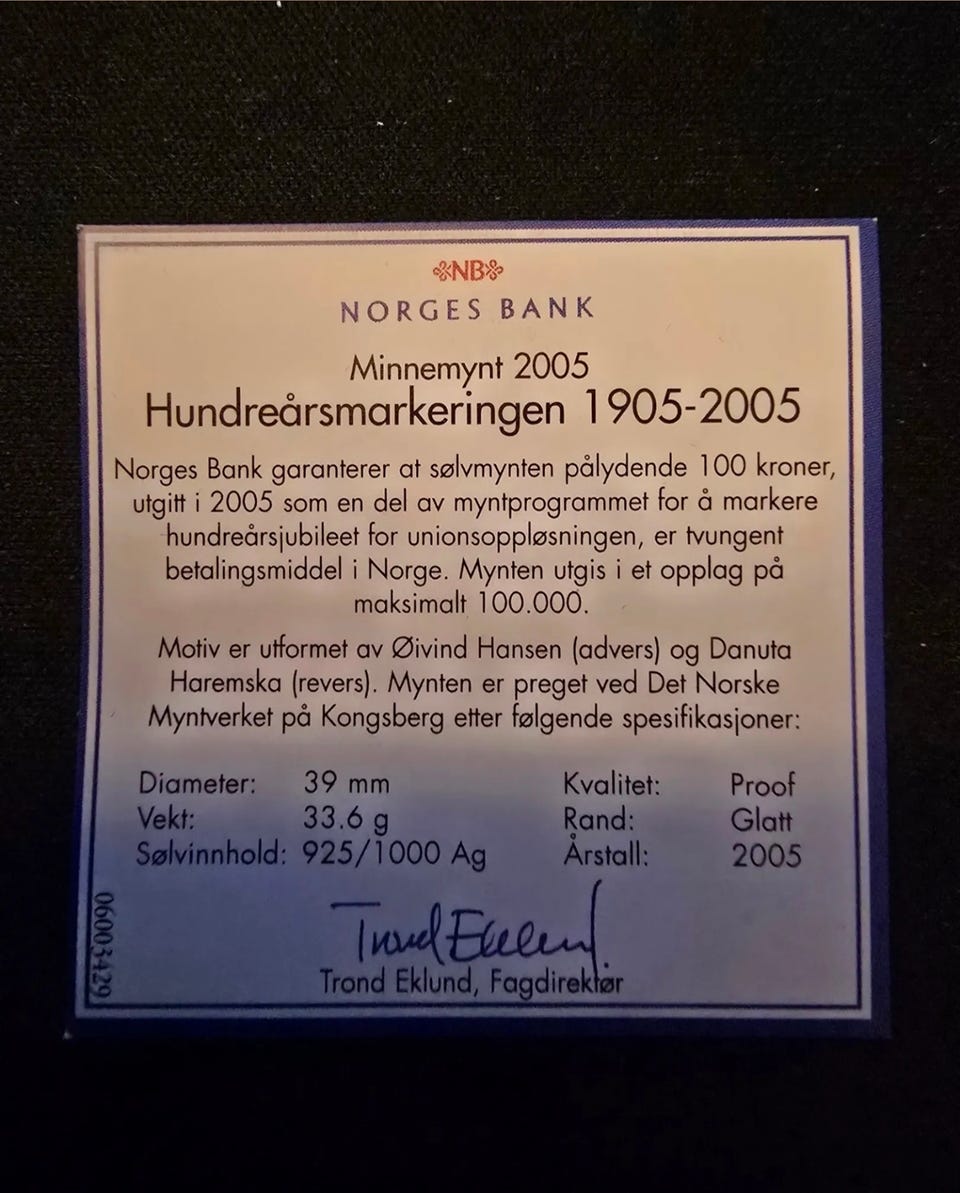 NB
NORGES BANK
Minnemynt 2005
Hundreårsmarkeringen 1905-2005
Norges Bank garanterer at sølvmynten pålydende 100 kroner,
utgitt i 2005 som en del av myntprogrammet for å markere
hundreårsjubileet for unionsoppløsningen, er tvungent
betalingsmiddel i Norge. Mynten utgis i et opplag på
maksimalt 100.000.
Motiv er utformet av Øivind Hansen (advers) og Danuta
Haremska (revers). Mynten er preget ved Det Norske
Myntverket på Kongsberg etter følgende spesifikasjoner:
Diameter: 39 mm Kvalitet: Proof
Vekt: 33.6 g Rand: Glatt
Sølvinnhold: 925/1000 Ag Årstall: 2005
Trond Eklund
Trond Eklund, Fagdirektør
06003429